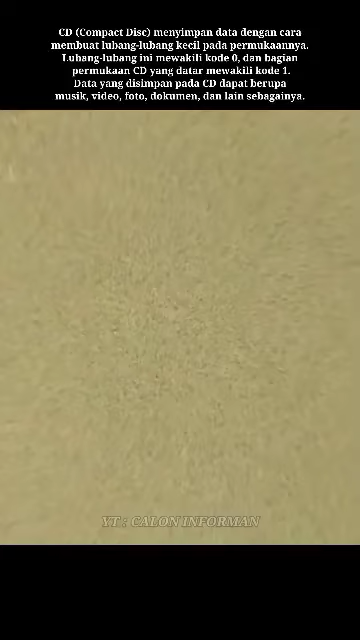 CD (Compact Disc) menyimpan data dengan cara
membuat lubang-lubang kecil pada permukaannya.
Lubang-lubang ini mewakili kode 0, dan bagian
permukaan CD yang datar mewakili kode 1.
Data yang disimpan pada CD dapat berupa
musik, video, foto, dokumen, dan lain sebagainya.
YT : CALON INFORMAN